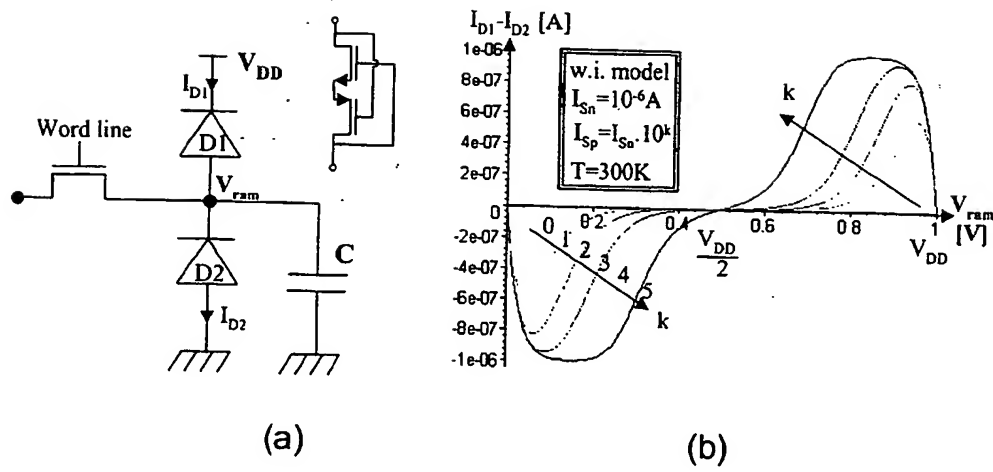 V_DD
I_D1
Word line
D1
V_ram
D2
C
I_D2
(a)
I_D1-I_D2 [A]
1e-06
8e-07
6e-07
4e-07
2e-07
0
-2e-07
-4e-07
-6e-07
-8e-07
-1e-06
w.i. model
I_Sn=10^-6A
I_Sp=I_Sn.10^k
T=300K
k
0.2
0.4
0.6
0.8
1
V_ram
[V]
V_DD
2
V_DD
0
1
2
3
4
5
k
(b)